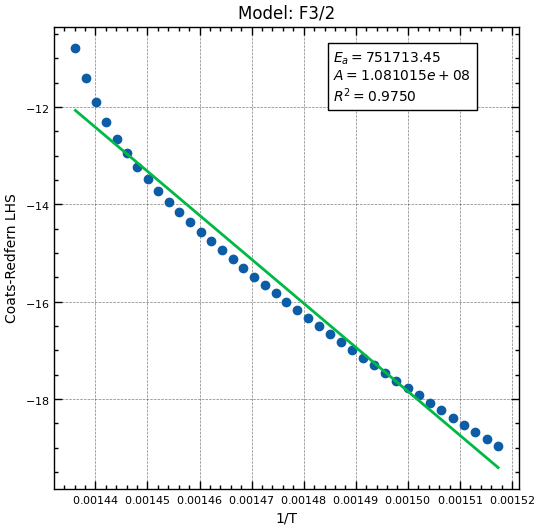 Model: F3/2
E_a = 751713.45
A = 1.081015e + 08
R² = 0.9750
Coats-Redfern LHS
−12
−14
−16
−18
0.00144 0.00145 0.00146 0.00147 0.00148 0.00149 0.00150 0.00151 0.00152
1/T